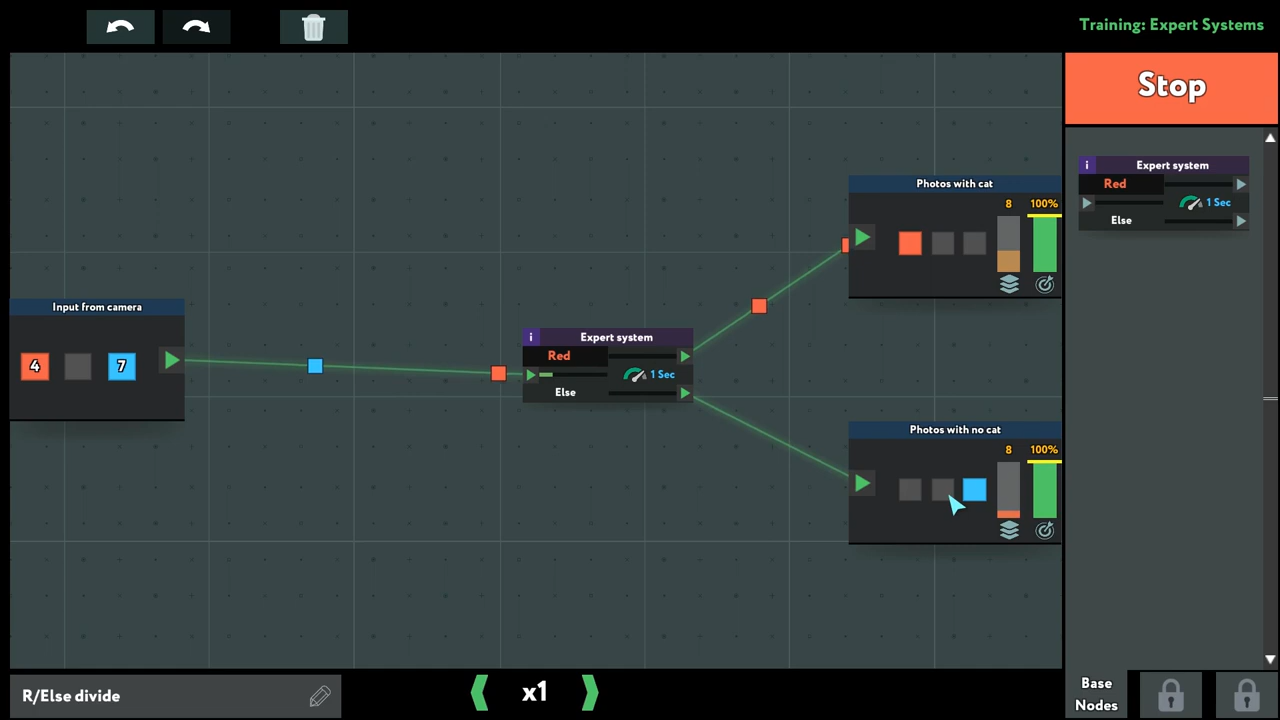 Training: Expert Systems
Stop
i Expert system
Red
1 Sec
Else
Photos with cat
8 100%
Input from camera
4 7
i Expert system
Red
1 Sec
Else
Photos with no cat
8 100%
R/Else divide
x1
Base
Nodes